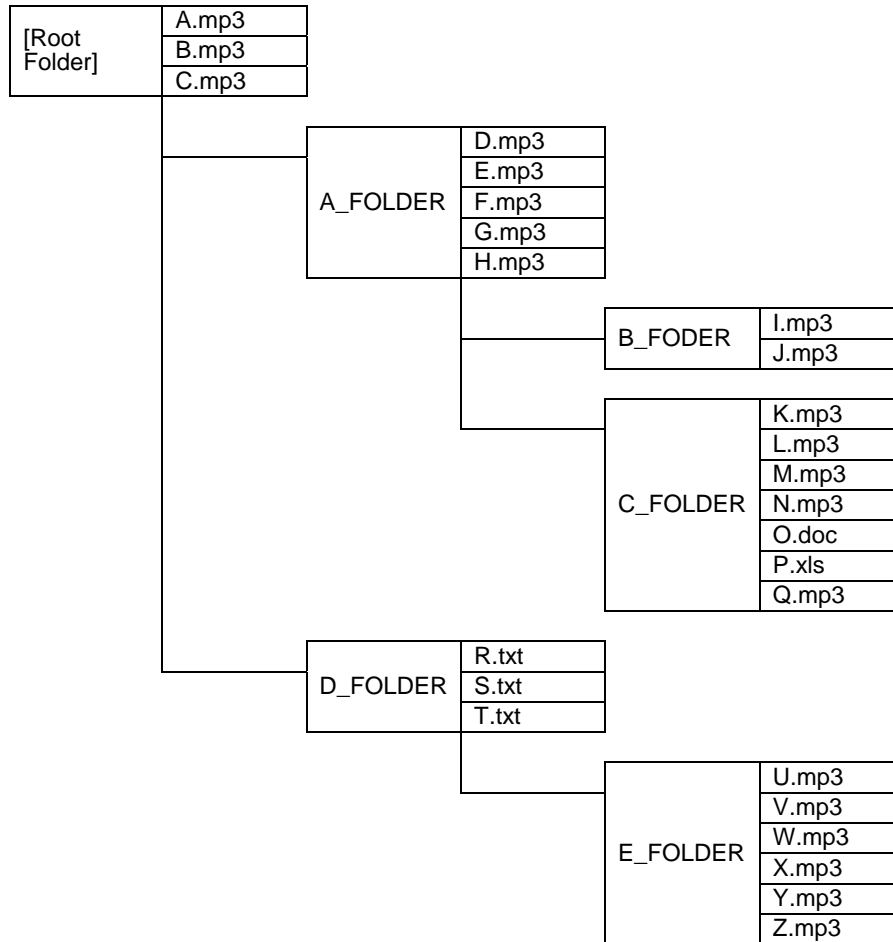 [Root
Folder]
A.mp3
B.mp3
C.mp3
A_FOLDER
D.mp3
E.mp3
F.mp3
G.mp3
H.mp3
B_FODER
I.mp3
J.mp3
C_FOLDER
K.mp3
L.mp3
M.mp3
N.mp3
O.doc
P.xls
Q.mp3
D_FOLDER
R.txt
S.txt
T.txt
E_FOLDER
U.mp3
V.mp3
W.mp3
X.mp3
Y.mp3
Z.mp3